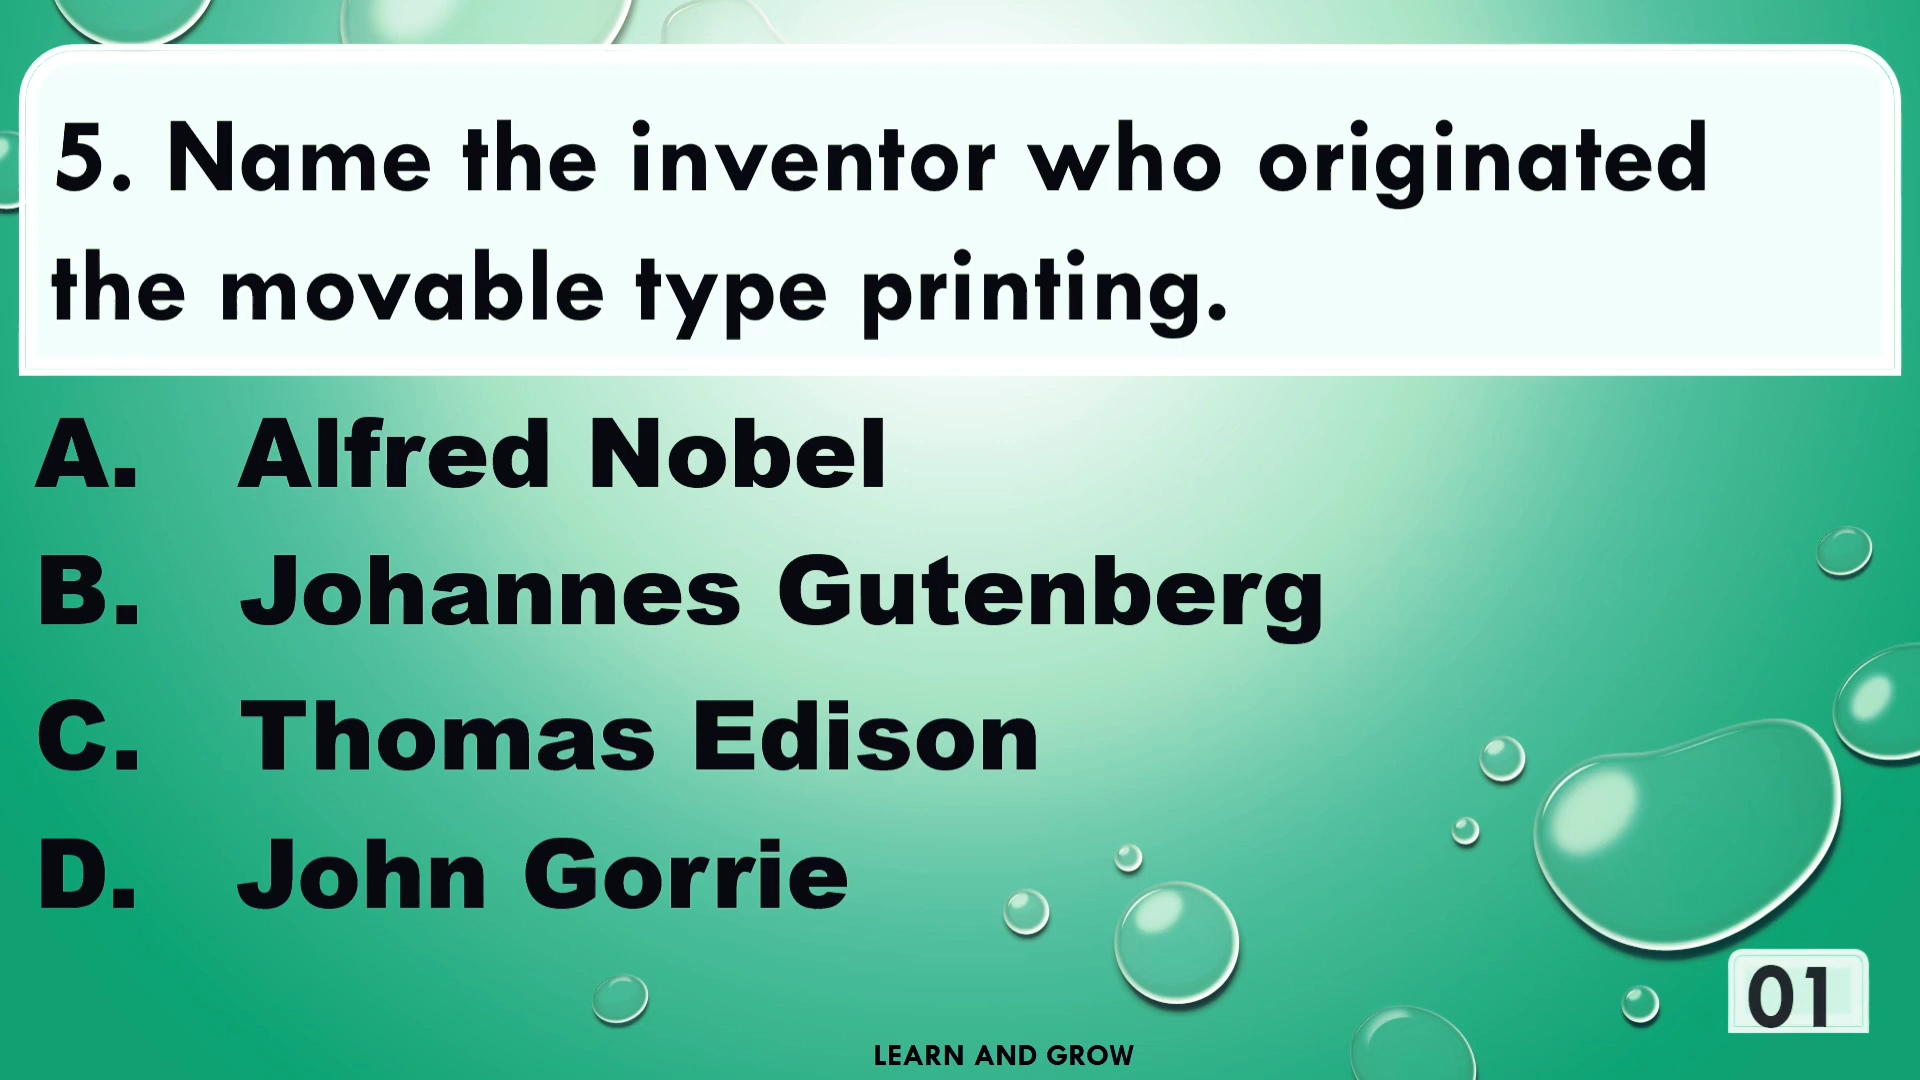 5. Name the inventor who originated
the movable type printing.
A. Alfred Nobel
B. Johannes Gutenberg
C. Thomas Edison
D. John Gorrie
01
LEARN AND GROW